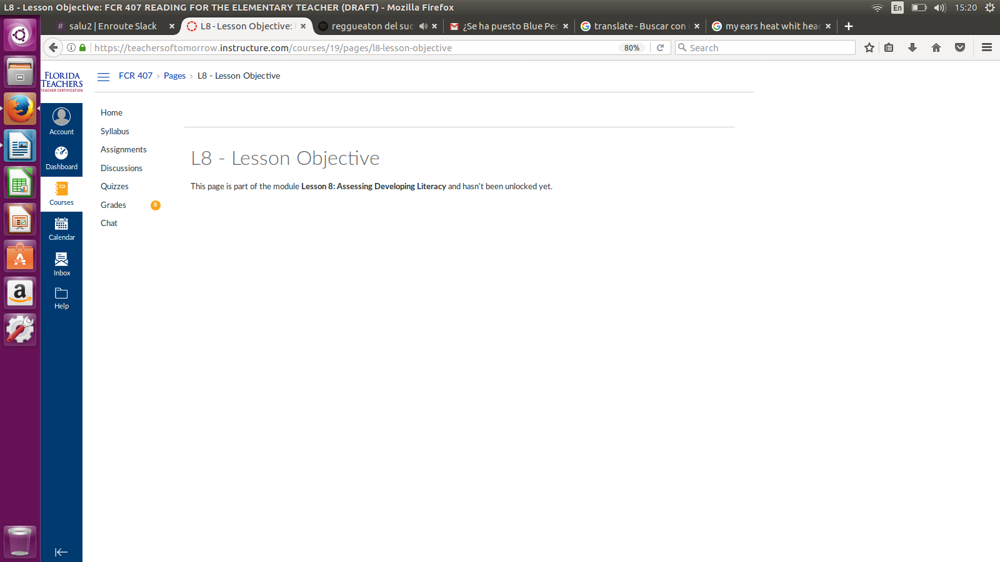 L8 - Lesson Objective: FCR 407 READING FOR THE ELEMENTARY TEACHER (DRAFT) - Mozilla Firefox
En
15:20
# salu2 | Enroute Slack
L8 - Lesson Objective:
reggueaton del suc
¿Se ha puesto Blue Pe
translate - Buscar con
my ears heat whit hea
https://teachersoftomorrow.instructure.com/courses/19/pages/l8-lesson-objective
80%
Search
FLORIDA
TEACHERS
TEACHER CERTIFICATION
FCR 407 > Pages > L8 - Lesson Objective
Account
Dashboard
Courses
Calendar
Inbox
Help
Home
Syllabus
Assignments
Discussions
Quizzes
Grades 8
Chat
L8 - Lesson Objective
This page is part of the module Lesson 8: Assessing Developing Literacy and hasn't been unlocked yet.